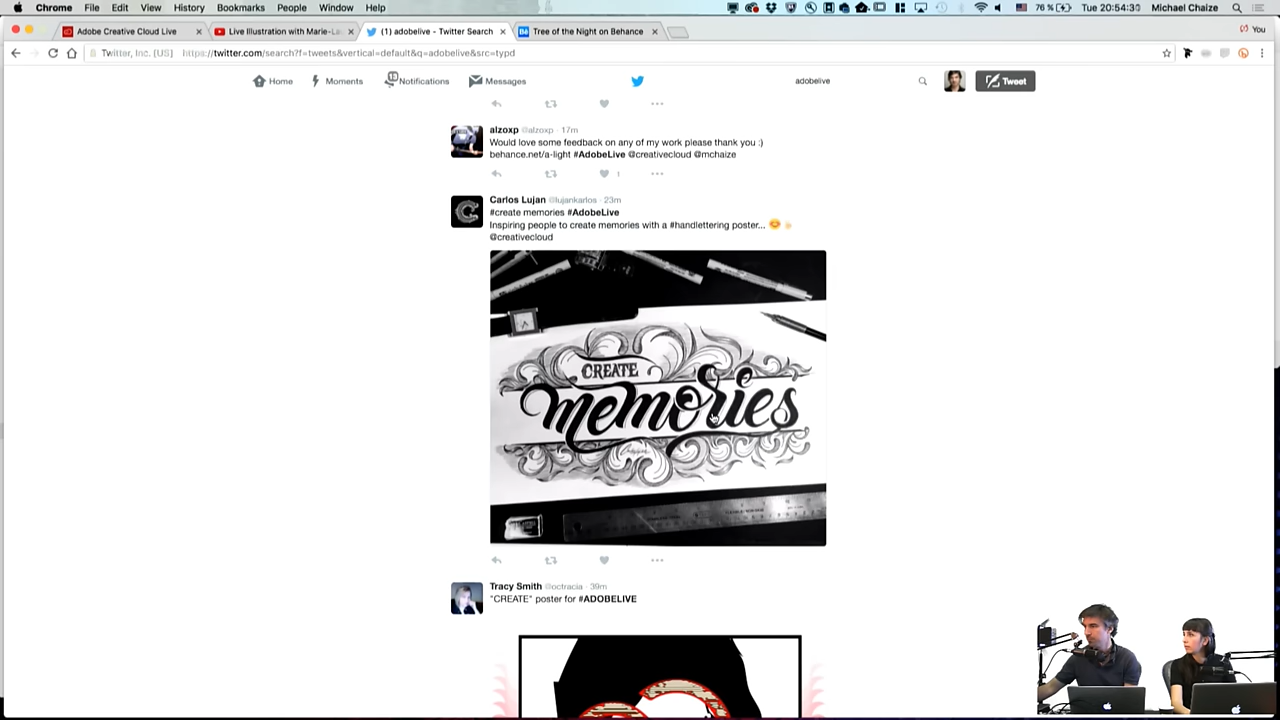 Chrome File Edit View History Bookmarks People Window Help 76 % Tue 20:54:30 Michael Chaize
Adobe Creative Cloud Live Live Illustration with Marie-La (1) adobelive - Twitter Search Bē Tree of the Night on Behance You
Twitter, Inc. [US] https://twitter.com/search?f=tweets&vertical=default&q=adobelive&src=typd
Home Moments 1 Notifications Messages adobelive Tweet
alzoxp @alzoxp · 17m
Would love some feedback on any of my work please thank you :)
behance.net/a-light #AdobeLive @creativecloud @mchaize
1
Carlos Lujan @lujankarlos · 23m
#create memories #AdobeLive
Inspiring people to create memories with a #handlettering poster...
@creativecloud
CREATE
memories
Tracy Smith @octracia · 39m
"CREATE" poster for #ADOBELIVE